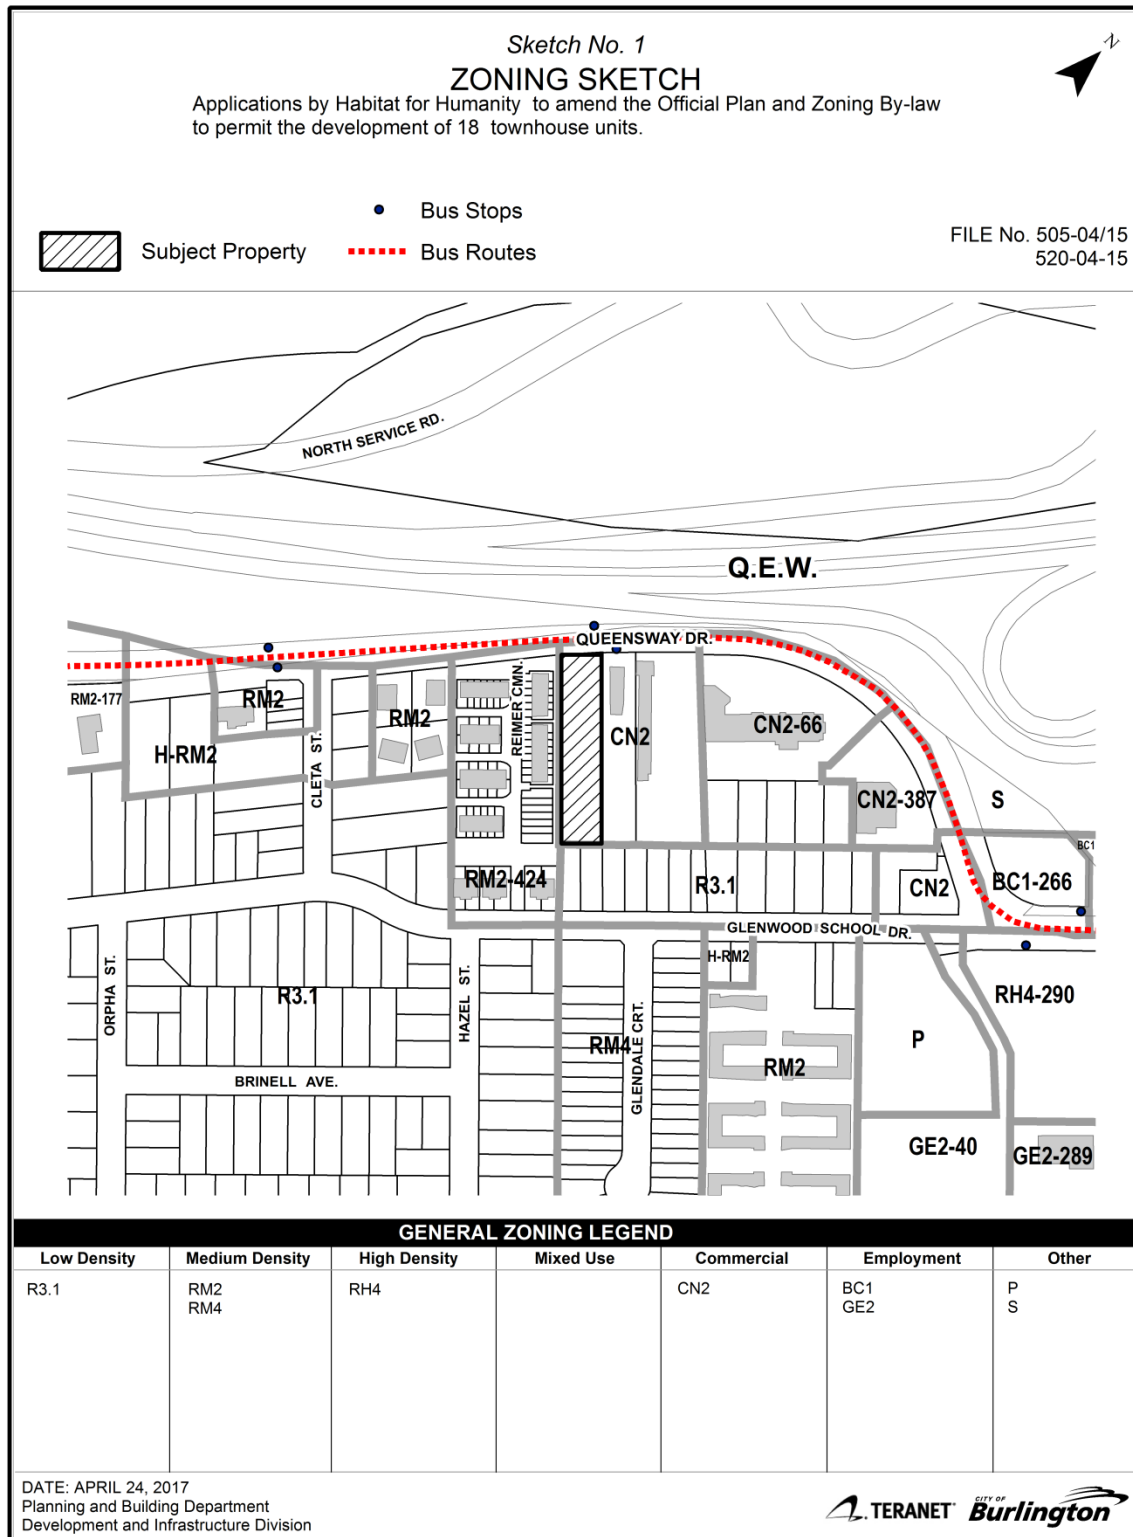 Sketch No. 1
N
ZONING SKETCH
Applications by Habitat for Humanity to amend the Official Plan and Zoning By-law
to permit the development of 18 townhouse units.
Bus Stops
Subject Property
Bus Routes
FILE No. 505-04/15
520-04-15
NORTH SERVICE RD.
Q.E.W.
QUEENSWAY DR.
RM2-177
RM2
RM2
REIMER CMN.
CN2
CN2-66
H-RM2
CLETA ST.
CN2-387
S
BC1
RM2-424
R3.1
CN2
BC1-266
GLENWOOD SCHOOL DR.
H-RM2
ORPHA ST.
R3.1
HAZEL ST.
RM4
GLENDALE CRT.
RM2
P
RH4-290
BRINELL AVE.
GE2-40
GE2-289
GENERAL ZONING LEGEND
Low Density Medium Density High Density Mixed Use Commercial Employment Other
R3.1 RM2 RH4 CN2 BC1 P
RM4 GE2 S
DATE: APRIL 24, 2017
Planning and Building Department
Development and Infrastructure Division
TERANET
CITY OF
Burlington